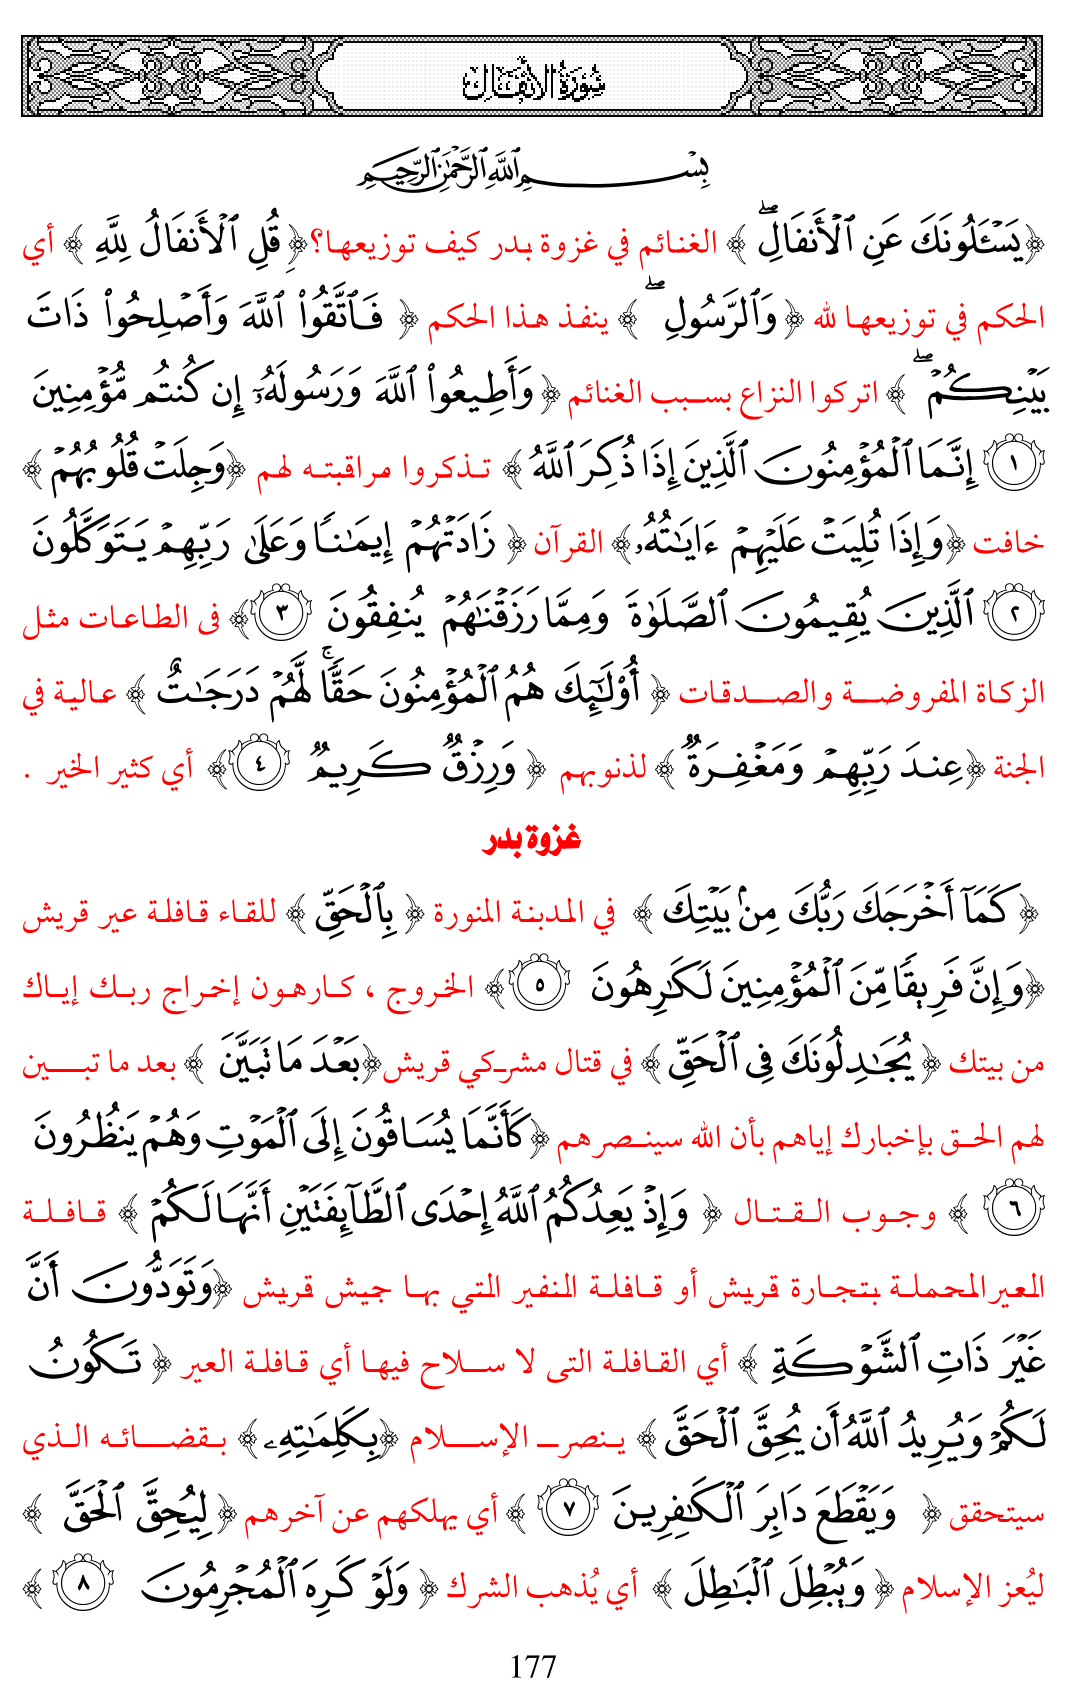 سُورَةُ الأَنفَالِ
بِسْمِ ٱللَّهِ ٱلرَّحْمَٰنِ ٱلرَّحِيمِ
﴿يَسْـَٔلُونَكَ عَنِ ٱلْأَنفَالِ ۖ﴾ الغنائم في غزوة بدر كيف توزيعها؟ ﴿قُلِ ٱلْأَنفَالُ لِلَّهِ ﴾ أي
الحكم في توزيعها لله ﴿ وَٱلرَّسُولِ ۖ ﴾ ينفذ هذا الحكم ﴿ فَٱتَّقُوا۟ ٱللَّهَ وَأَصْلِحُوا۟ ذَاتَ
بَيْنِكُمْ ۖ ﴾ اتركوا النزاع بسبب الغنائم ﴿ وَأَطِيعُوا۟ ٱللَّهَ وَرَسُولَهُۥٓ إِن كُنتُم مُّؤْمِنِينَ
١ إِنَّمَا ٱلْمُؤْمِنُونَ ٱلَّذِينَ إِذَا ذُكِرَ ٱللَّهُ ﴾ تذكروا مراقبته لهم ﴿وَجِلَتْ قُلُوبُهُمْ ﴾
خافت ﴿وَإِذَا تُلِيَتْ عَلَيْهِمْ ءَايَٰتُهُۥ﴾ القرآن ﴿ زَادَتْهُمْ إِيمَٰنًا وَعَلَىٰ رَبِّهِمْ يَتَوَكَّلُونَ
٢ ٱلَّذِينَ يُقِيمُونَ ٱلصَّلَوٰةَ وَمِمَّا رَزَقْنَٰهُمْ يُنفِقُونَ ٣﴾ فى الطاعات مثل
الزكاة المفروضة والصدقات ﴿ أُو۟لَٰٓئِكَ هُمُ ٱلْمُؤْمِنُونَ حَقًّا ۚ لَّهُمْ دَرَجَٰتٌ ﴾ عالية في
الجنة ﴿عِندَ رَبِّهِمْ وَمَغْفِرَةٌ﴾ لذنوبهم ﴿ وَرِزْقٌ كَرِيمٌ ٤﴾ أي كثير الخير .
غزوة بدر
﴿ كَمَآ أَخْرَجَكَ رَبُّكَ مِنۢ بَيْتِكَ ﴾ في المدبنة المنورة ﴿ بِٱلْحَقِّ ﴾ للقاء قافلة عير قريش
﴿وَإِنَّ فَرِيقًا مِّنَ ٱلْمُؤْمِنِينَ لَكَٰرِهُونَ ٥﴾ الخروج ، كارهون إخراج ربك إياك
من بيتك ﴿ يُجَٰدِلُونَكَ فِى ٱلْحَقِّ ﴾ في قتال مشركي قريش ﴿بَعْدَ مَا تَبَيَّنَ ﴾ بعد ما تبين
لهم الحق بإخبارك إياهم بأن الله سينصرهم ﴿كَأَنَّمَا يُسَاقُونَ إِلَى ٱلْمَوْتِ وَهُمْ يَنظُرُونَ
٦ ﴾ وجوب القتال ﴿ وَإِذْ يَعِدُكُمُ ٱللَّهُ إِحْدَى ٱلطَّآئِفَتَيْنِ أَنَّهَا لَكُمْ ﴾ قافلة
العيرالمحملة بتجارة قريش أو قافلة النفير التي بها جيش قريش ﴿وَتَوَدُّونَ أَنَّ
غَيْرَ ذَاتِ ٱلشَّوْكَةِ ﴾ أي القافلة التى لا سلاح فيها أي قافلة العير ﴿ تَكُونُ
لَكُمْ وَيُرِيدُ ٱللَّهُ أَن يُحِقَّ ٱلْحَقَّ ﴾ ينصر الإسلام ﴿بِكَلِمَٰتِهِۦ﴾ بقضائه الذي
سيتحقق ﴿ وَيَقْطَعَ دَابِرَ ٱلْكَٰفِرِينَ ٧ ﴾ أي يهلكهم عن آخرهم ﴿ لِيُحِقَّ ٱلْحَقَّ ﴾
ليُعز الإسلام ﴿ وَيُبْطِلَ ٱلْبَٰطِلَ ﴾ أي يُذهب الشرك ﴿ وَلَوْ كَرِهَ ٱلْمُجْرِمُونَ ٨ ﴾
177